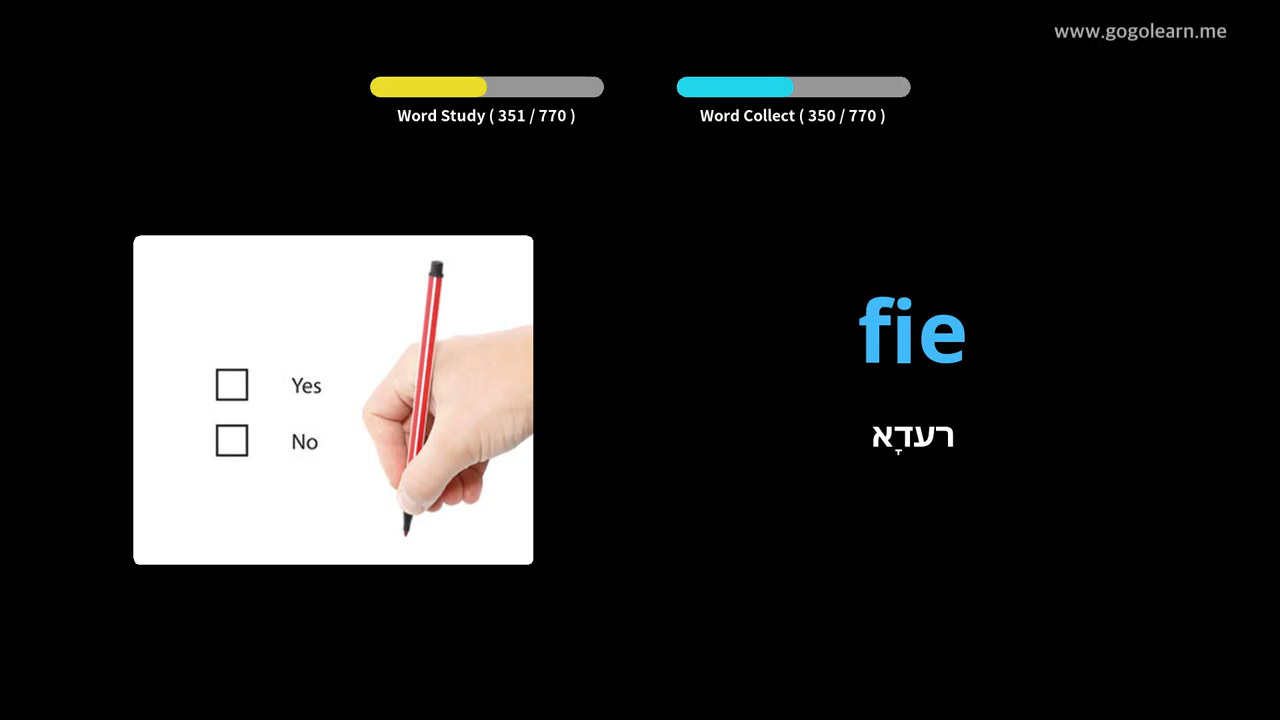 www.gogolearn.me
Word Study ( 351 / 770 )
Word Collect ( 350 / 770 )
Yes
No
fie
רעדָא